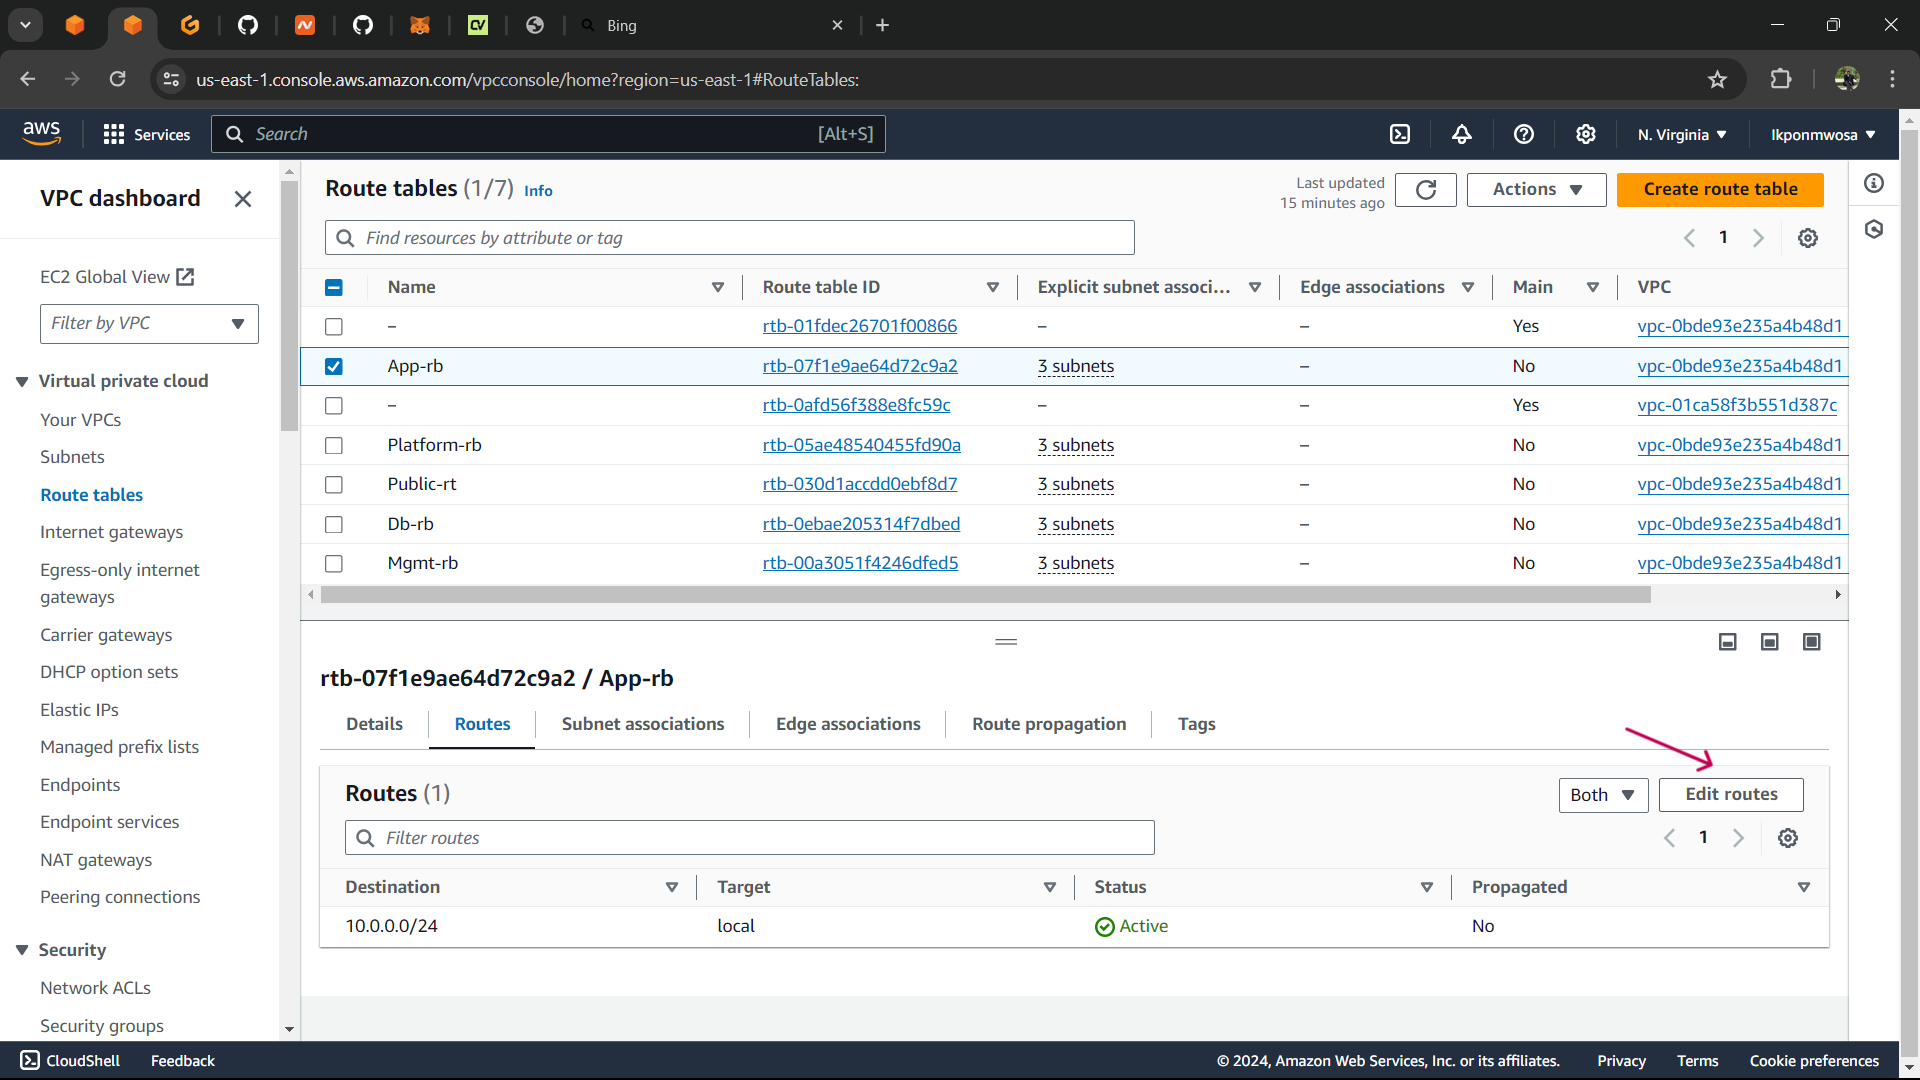 Bing
us-east-1.console.aws.amazon.com/vpcconsole/home?region=us-east-1#RouteTables:
aws
Services
Search
[Alt+S]
N. Virginia
Ikponmwosa
VPC dashboard
EC2 Global View
Filter by VPC
Virtual private cloud
Your VPCs
Subnets
Route tables
Internet gateways
Egress-only internet
gateways
Carrier gateways
DHCP option sets
Elastic IPs
Managed prefix lists
Endpoints
Endpoint services
NAT gateways
Peering connections
Security
Network ACLs
Security groups
Route tables (1/7) Info
Last updated
15 minutes ago
Actions
Create route table
Find resources by attribute or tag
1
Name Route table ID Explicit subnet associ... Edge associations Main VPC
– rtb-01fdec26701f00866 – – Yes vpc-0bde93e235a4b48d1
App-rb rtb-07f1e9ae64d72c9a2 3 subnets – No vpc-0bde93e235a4b48d1
– rtb-0afd56f388e8fc59c – – Yes vpc-01ca58f3b551d387c
Platform-rb rtb-05ae48540455fd90a 3 subnets – No vpc-0bde93e235a4b48d1
Public-rt rtb-030d1accdd0ebf8d7 3 subnets – No vpc-0bde93e235a4b48d1
Db-rb rtb-0ebae205314f7dbed 3 subnets – No vpc-0bde93e235a4b48d1
Mgmt-rb rtb-00a3051f4246dfed5 3 subnets – No vpc-0bde93e235a4b48d1
rtb-07f1e9ae64d72c9a2 / App-rb
Details Routes Subnet associations Edge associations Route propagation Tags
Routes (1)
Both
Edit routes
Filter routes
1
Destination Target Status Propagated
10.0.0.0/24 local Active No
CloudShell Feedback © 2024, Amazon Web Services, Inc. or its affiliates. Privacy Terms Cookie preferences